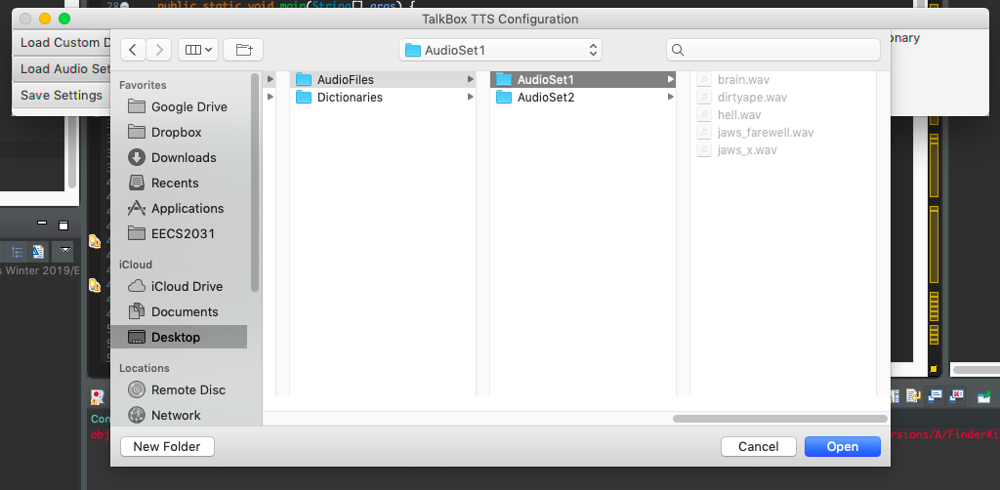 public static void main(String[] args) {
TalkBox TTS Configuration
Load Custom D
Load Audio Set
Save Settings
onary
AudioSet1
Favorites
Google Drive
Dropbox
Downloads
Recents
Applications
EECS2031
iCloud
iCloud Drive
Documents
Desktop
Locations
Remote Disc
Network
AudioFiles
Dictionaries
AudioSet1
AudioSet2
brain.wav
dirtyape.wav
hell.wav
jaws_farewell.wav
jaws_x.wav
New Folder
Cancel
Open
s Winter 2019/E
Con
obj
ersions/A/FinderKi